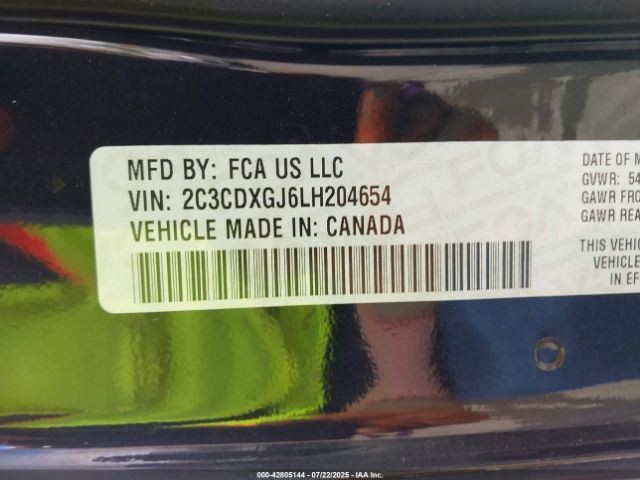 MFD BY: FCA US LLC
VIN: 2C3CDXGJ6LH204654
VEHICLE MADE IN: CANADA
DATE OF M
GVWR: 54
GAWR FRO
GAWR REA
THIS VEHIC
VEHICLE
IN EF
000-42805144 - 07/22/2025 - IAA Inc.